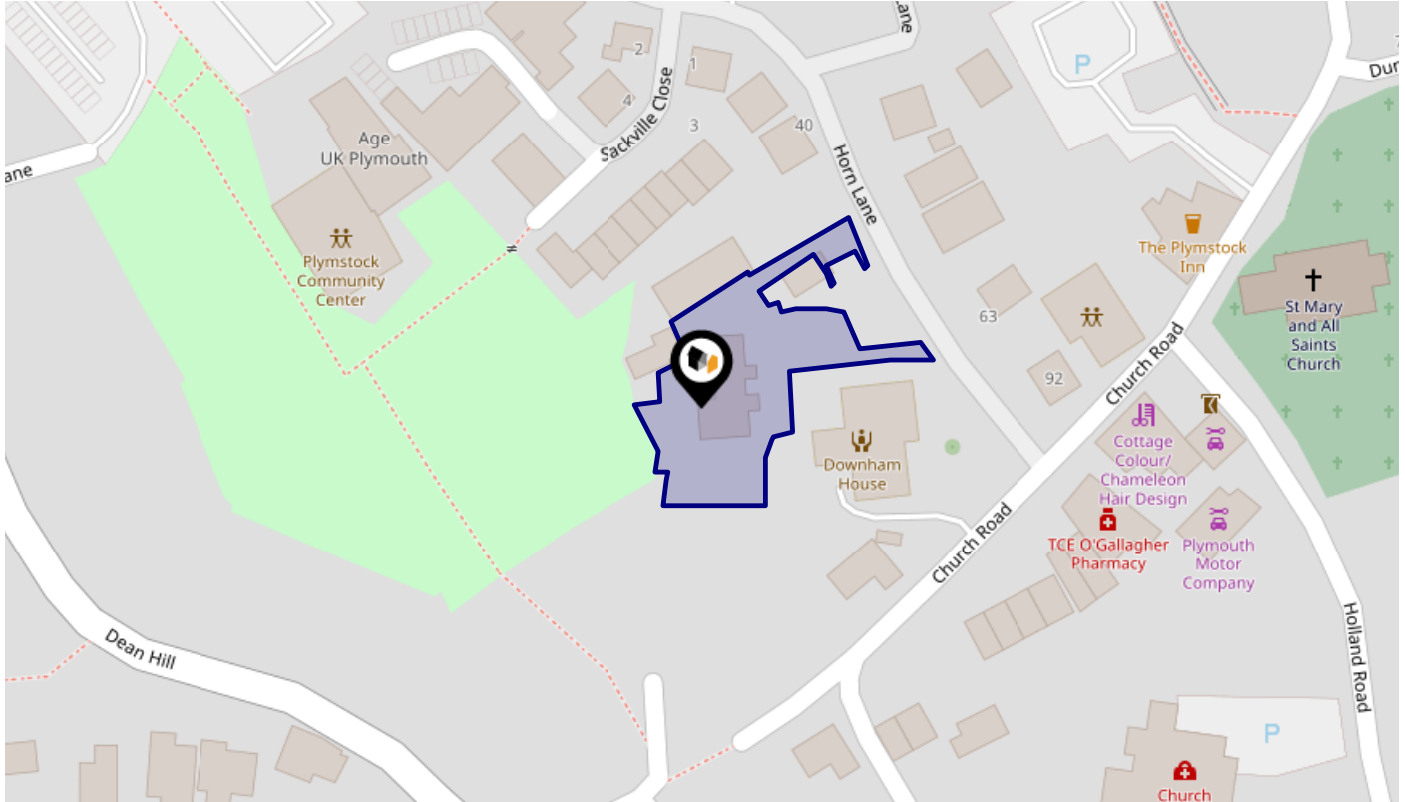 ane
Age
UK Plymouth
Plymstock
Community
Center
2
1
4
3
40
Sackville Close
Lane
Horn Lane
P
Dun
7
The Plymstock
Inn
St Mary
and All
Saints
Church
63
92
Church Road
Downham
House
Cottage
Colour/
Chameleon
Hair Design
TCE O'Gallagher
Pharmacy
Plymouth
Motor
Company
Church Road
Holland Road
Dean Hill
P
Church